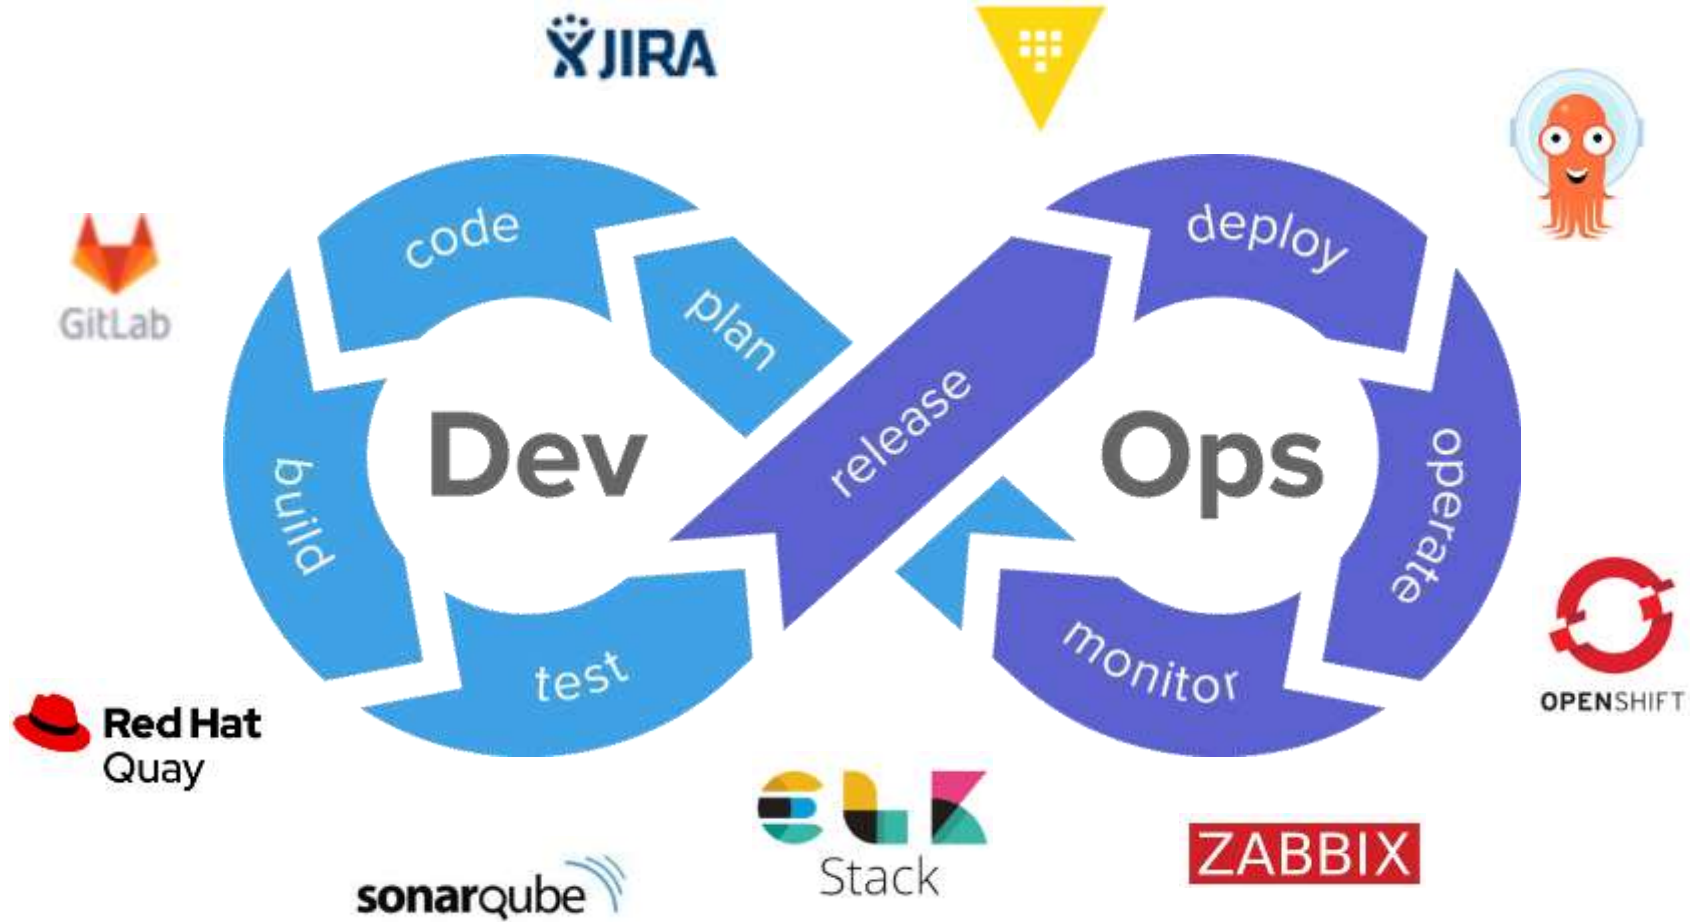 JIRA
GitLab
code
plan
deploy
Dev
release
Ops
build
operate
test
monitor
OPENSHIFT
Red Hat
Quay
ELK
Stack
ZABBIX
sonarqube